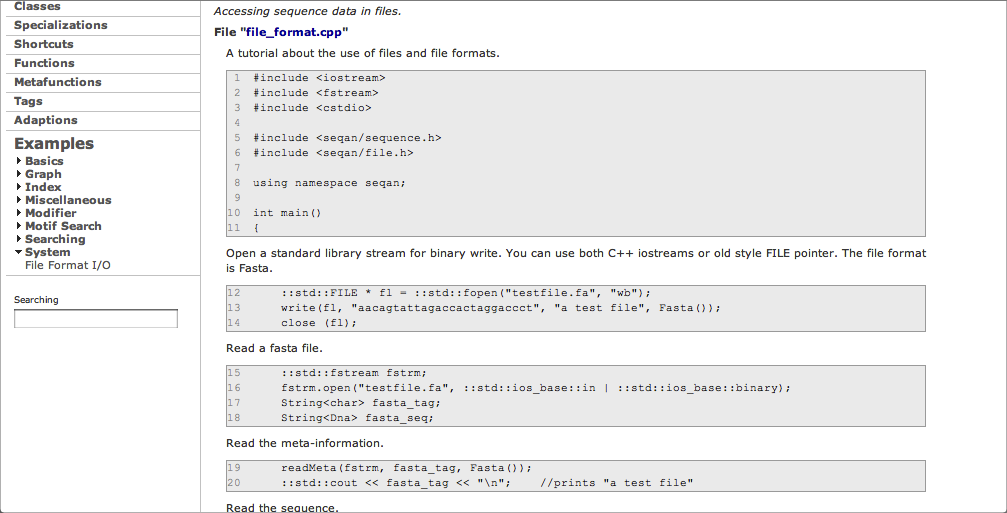 Classes
Specializations
Shortcuts
Functions
Metafunctions
Tags
Adaptions
Examples
Basics
Graph
Index
Miscellaneous
Modifier
Motif Search
Searching
System
File Format I/O
Searching
Accessing sequence data in files.
File "file_format.cpp"
A tutorial about the use of files and file formats.
1 #include <iostream>
2 #include <fstream>
3 #include <cstdio>
4
5 #include <seqan/sequence.h>
6 #include <seqan/file.h>
7
8 using namespace seqan;
9
10 int main()
11 {
Open a standard library stream for binary write. You can use both C++ iostreams or old style FILE pointer. The file format
is Fasta.
12 ::std::FILE * fl = ::std::fopen("testfile.fa", "wb");
13 write(fl, "aacagtattagaccactaggaccct", "a test file", Fasta());
14 close (fl);
Read a fasta file.
15 ::std::fstream fstrm;
16 fstrm.open("testfile.fa", ::std::ios_base::in | ::std::ios_base::binary);
17 String<char> fasta_tag;
18 String<Dna> fasta_seq;
Read the meta-information.
19 readMeta(fstrm, fasta_tag, Fasta());
20 ::std::cout << fasta_tag << "\n"; //prints "a test file"
Read the sequence.